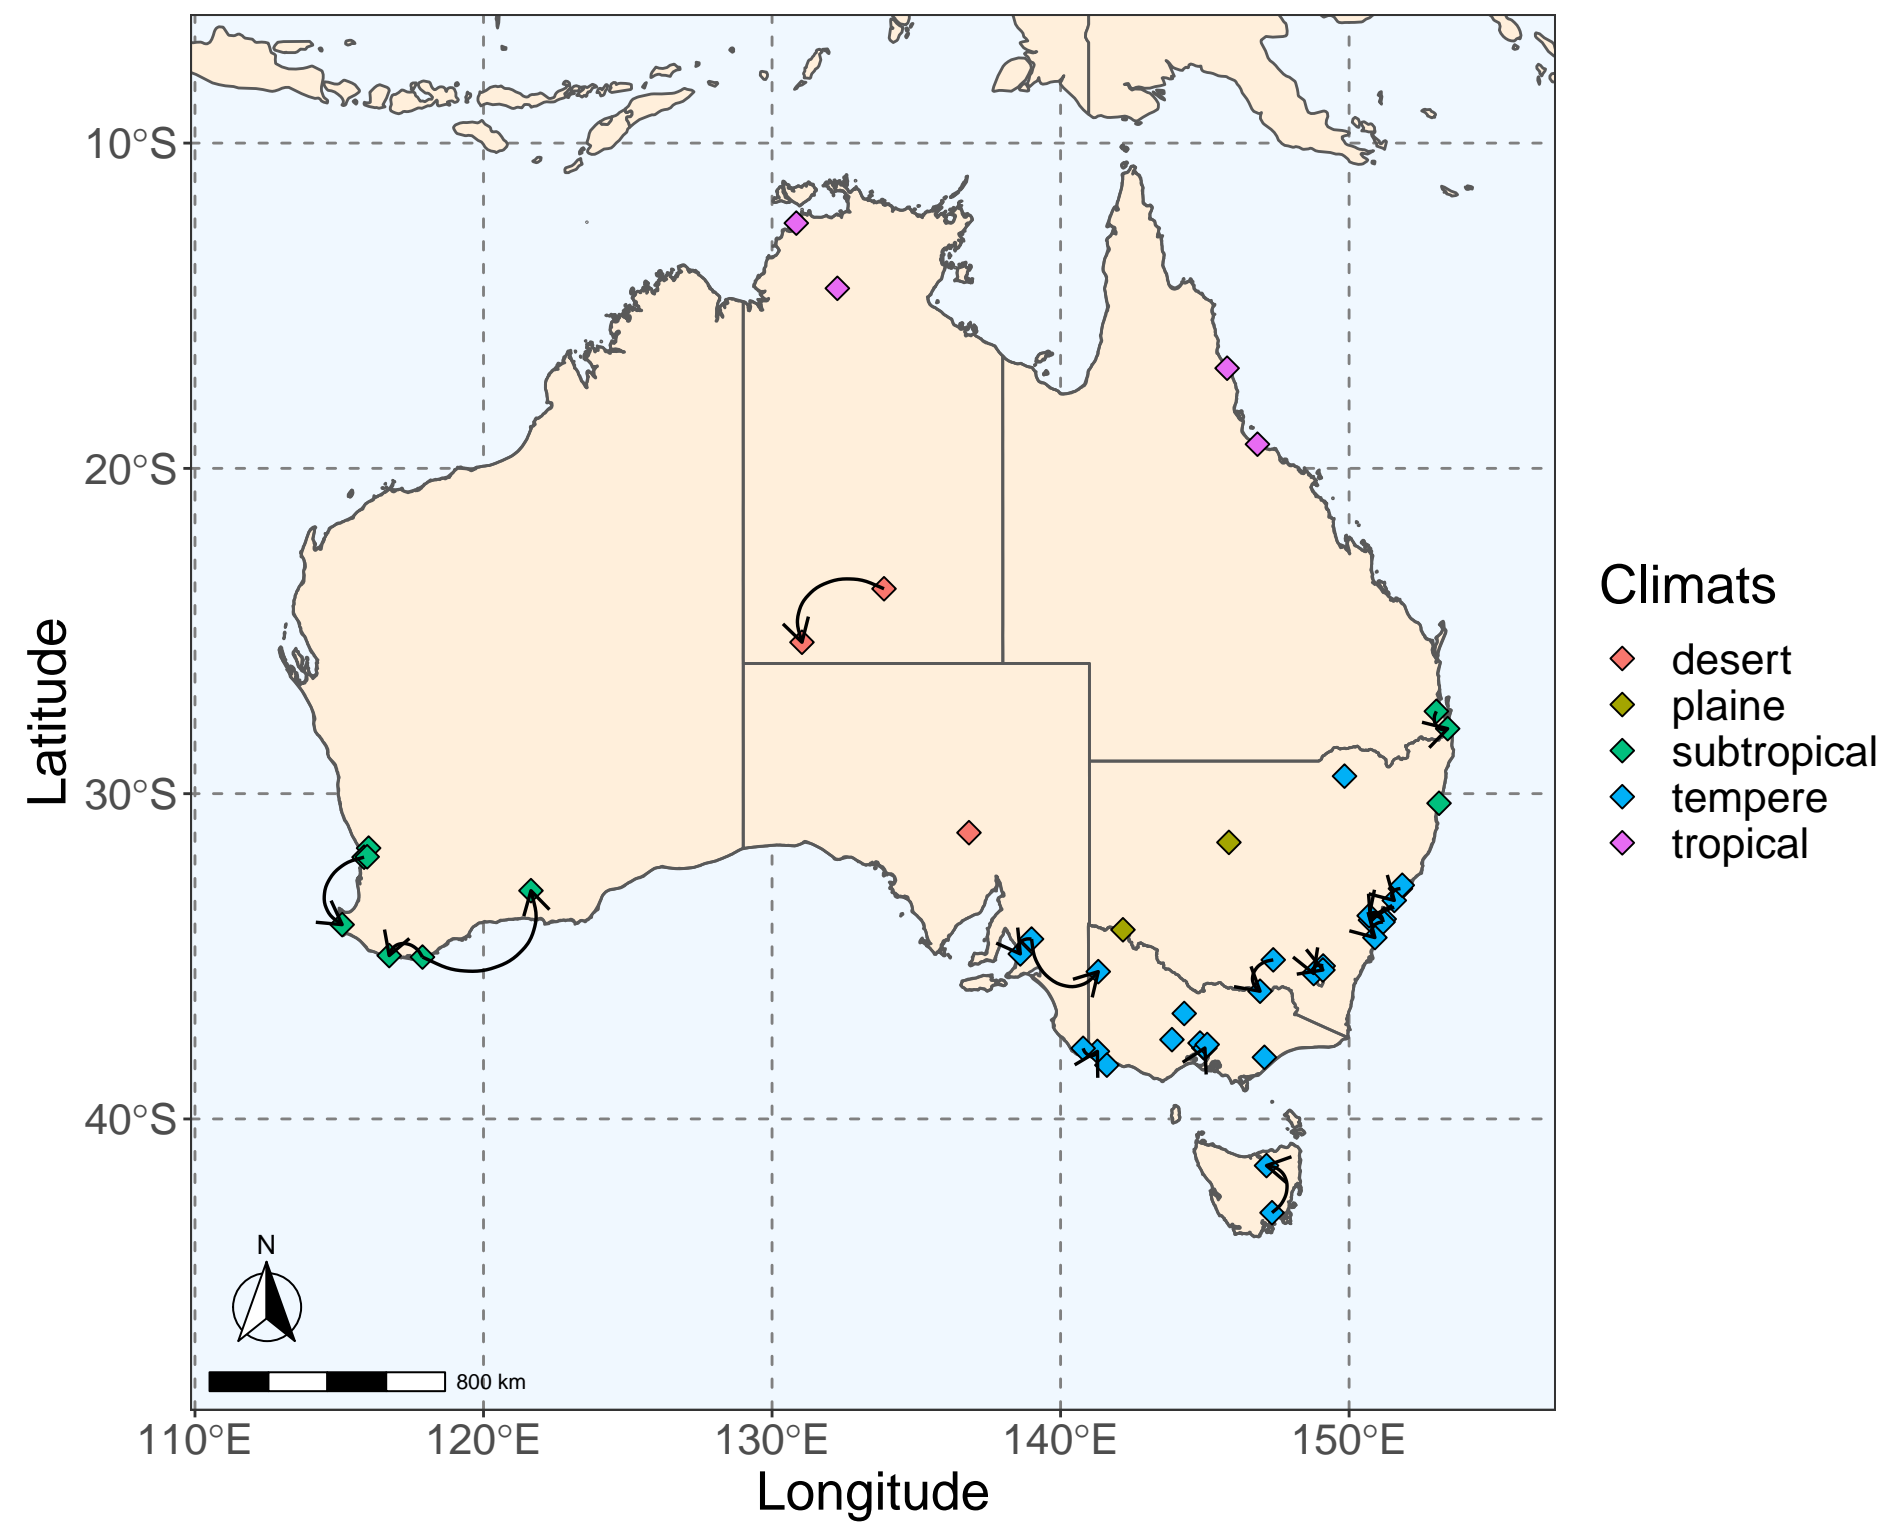 10°S
20°S
30°S
40°S
Latitude
110°E
120°E
130°E
140°E
150°E
Longitude
N
800 km
Climats
desert
plaine
subtropical
tempere
tropical